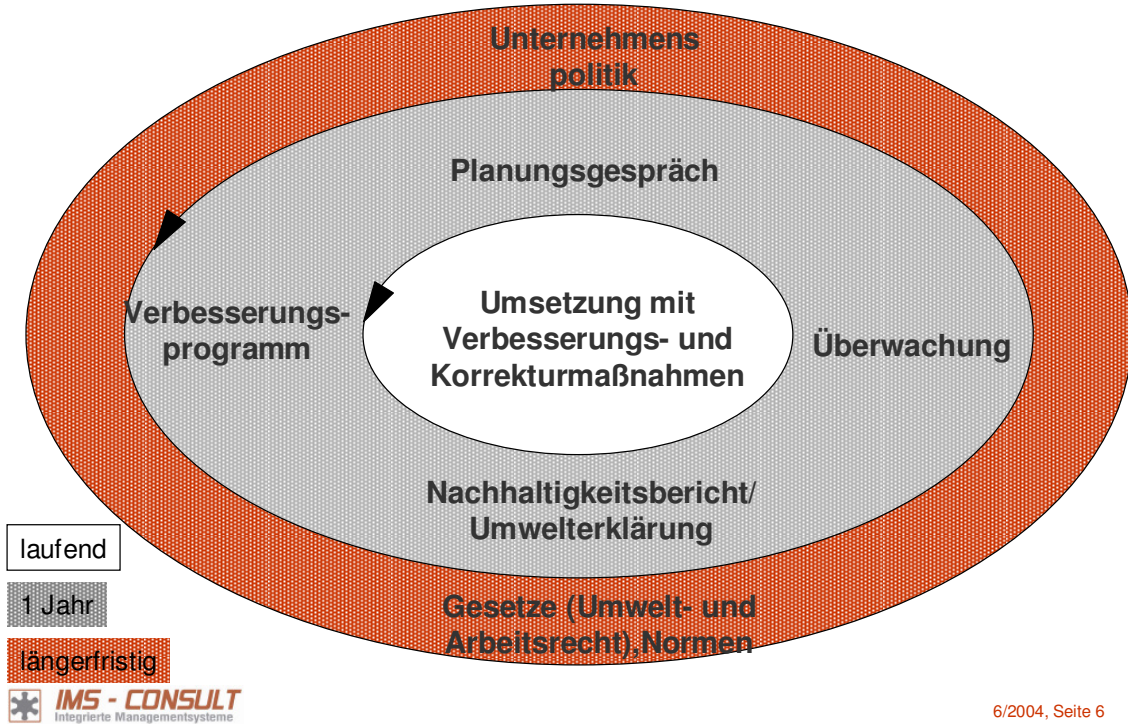 Unternehmens
politik
Planungsgespräch
Verbesserungs-
programm
Umsetzung mit
Verbesserungs- und
Korrekturmaßnahmen
Überwachung
Nachhaltigkeitsbericht/
Umwelterklärung
Gesetze (Umwelt- und
Arbeitsrecht),Normen
laufend
1 Jahr
längerfristig
IMS - CONSULT
Integrierte Managementsysteme
6/2004, Seite 6